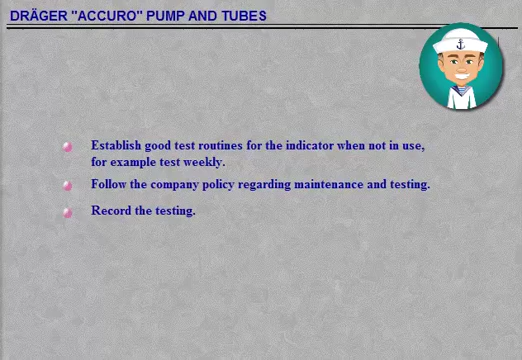 DRÄGER "ACCURO" PUMP AND TUBES
Establish good test routines for the indicator when not in use,
for example test weekly.
Follow the company policy regarding maintenance and testing.
Record the testing.